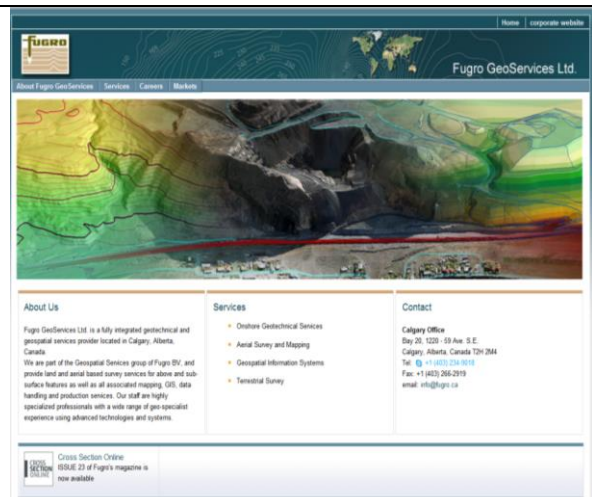 Home corporate website
FUGRO
Fugro GeoServices Ltd.
About Fugro GeoServices Services Careers Markets
About Us
Fugro GeoServices Ltd. is a fully integrated geotechnical and
geospatial services provider located in Calgary, Alberta,
Canada
We are part of the Geospatial Services group of Fugro BV, and
provide land and aerial based survey services for above and sub-
surface features as well as all associated mapping, GIS, data
handling and production services. Our staff are highly
specialized professionals with a wide range of geo-specialist
experience using advanced technologies and systems.
Services
Onshore Geotechnical Services
Aerial Survey and Mapping
Geospatial Information Systems
Terrestrial Survey
Contact
Calgary Office
Bay 20, 1220 - 59 Ave. S.E.
Calgary, Alberta, Canada T2H 2M4
Tel: +1 (403) 234-9018
Fax: +1 (403) 266-2919
email: info@fugro.ca
CROSS
SECTION
ONLINE
Cross Section Online
ISSUE 23 of Fugro's magazine is
now available